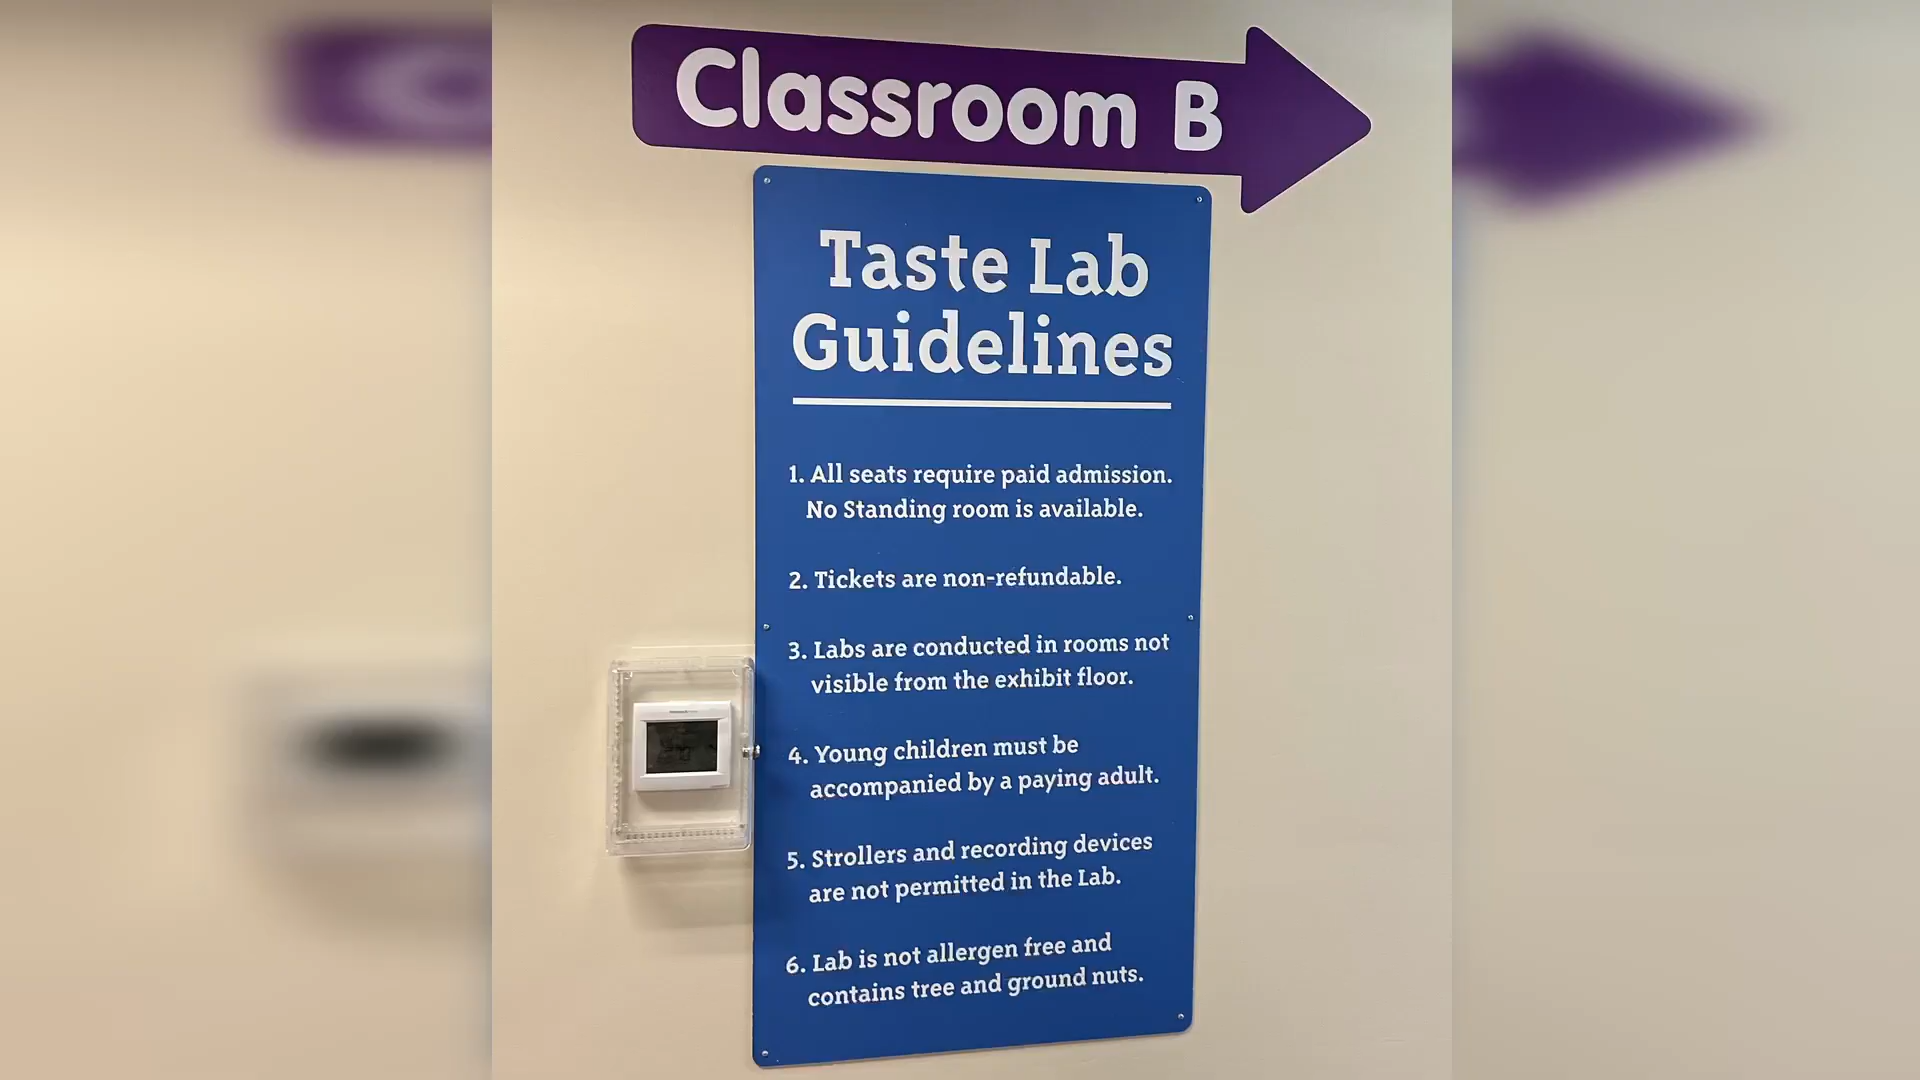 Classroom B
Taste Lab
Guidelines
1. All seats require paid admission.
No Standing room is available.
2. Tickets are non-refundable.
3. Labs are conducted in rooms not
visible from the exhibit floor.
4. Young children must be
accompanied by a paying adult.
5. Strollers and recording devices
are not permitted in the Lab.
6. Lab is not allergen free and
contains tree and ground nuts.